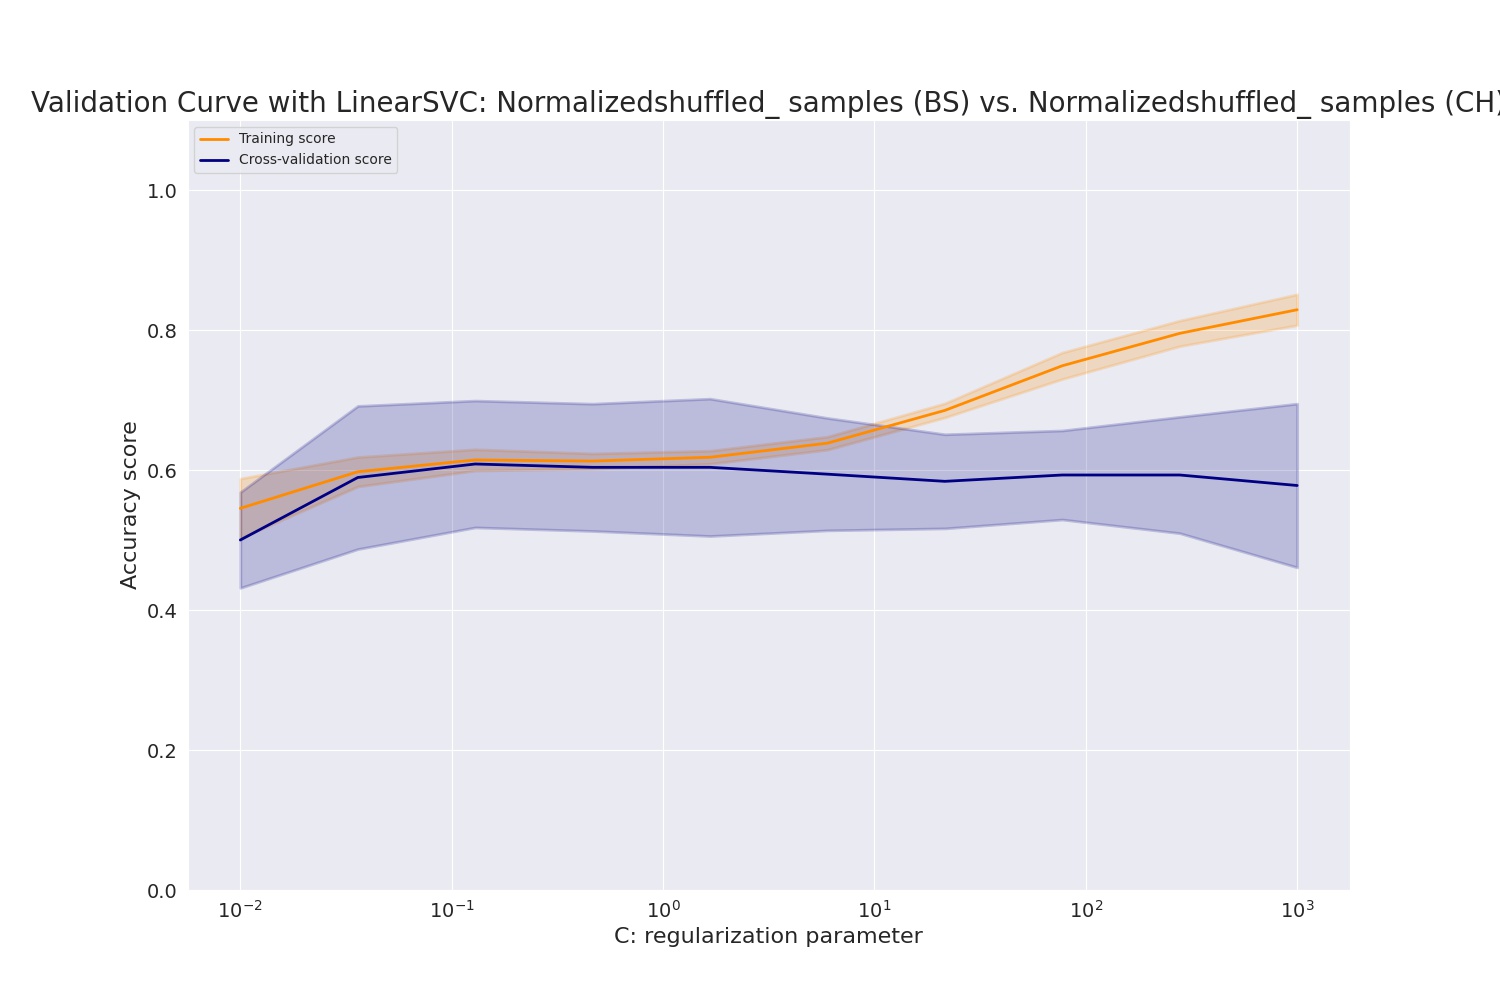 Validation Curve with LinearSVC: Normalizedshuffled_ samples (BS) vs. Normalizedshuffled_ samples (CH)
Training score
Cross-validation score
1.0
0.8
0.6
0.4
0.2
0.0
Accuracy score
10⁻² 10⁻¹ 10⁰ 10¹ 10² 10³
C: regularization parameter